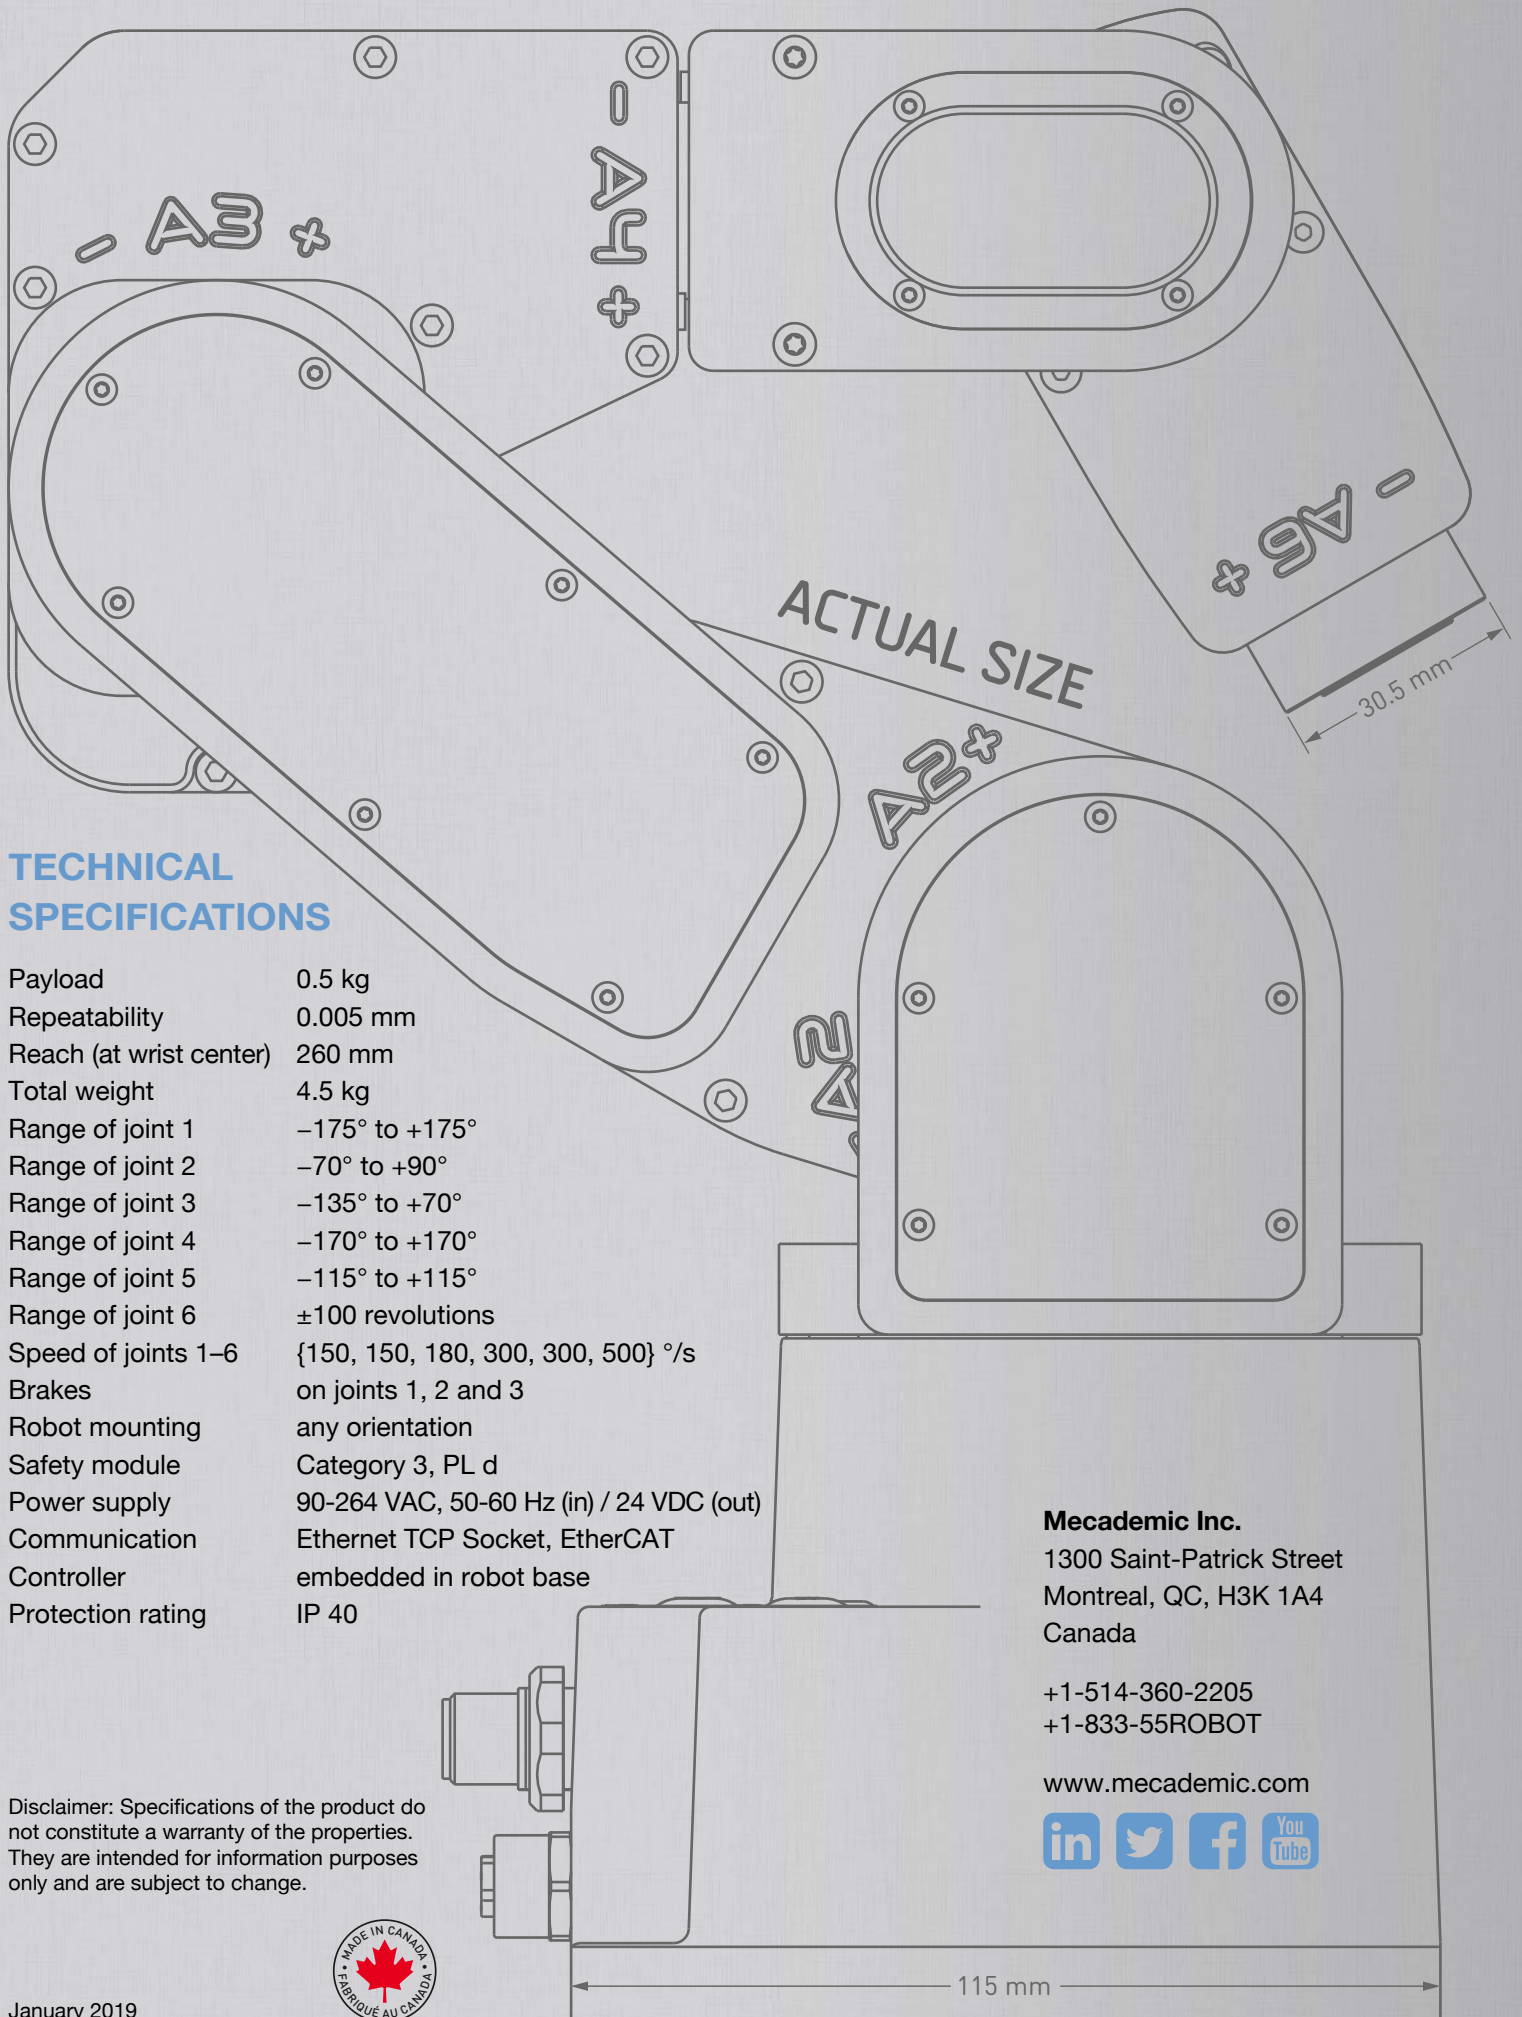 − A3 +
− A4 +
− A6 +
ACTUAL SIZE
30.5 mm
A2+
A2
TECHNICAL
SPECIFICATIONS
Payload 0.5 kg
Repeatability 0.005 mm
Reach (at wrist center) 260 mm
Total weight 4.5 kg
Range of joint 1 −175° to +175°
Range of joint 2 −70° to +90°
Range of joint 3 −135° to +70°
Range of joint 4 −170° to +170°
Range of joint 5 −115° to +115°
Range of joint 6 ±100 revolutions
Speed of joints 1–6 {150, 150, 180, 300, 300, 500} °/s
Brakes on joints 1, 2 and 3
Robot mounting any orientation
Safety module Category 3, PL d
Power supply 90-264 VAC, 50-60 Hz (in) / 24 VDC (out)
Communication Ethernet TCP Socket, EtherCAT
Controller embedded in robot base
Protection rating IP 40
Mecademic Inc.
1300 Saint-Patrick Street
Montreal, QC, H3K 1A4
Canada
+1-514-360-2205
+1-833-55ROBOT
www.mecademic.com
in
You
Tube
Disclaimer: Specifications of the product do
not constitute a warranty of the properties.
They are intended for information purposes
only and are subject to change.
• MADE IN CANADA •
FABRIQUÉ AU CANADA
115 mm
January 2019